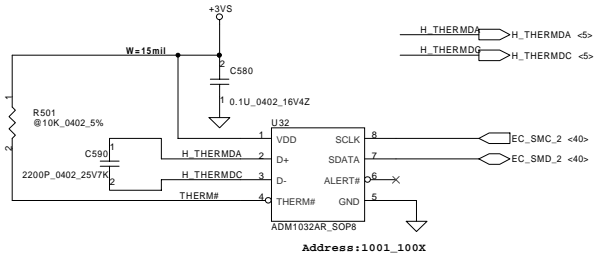 +3VS
H_THERMDA
H_THERMDA <5>
H_THERMDC
H_THERMDC <5>
W=15mil
2
C580
1
0.1U_0402_16V4Z
1
R501
@10K_0402_5%
2
U32
1
VDD
SCLK
8
EC_SMC_2 <40>
C590
1
H_THERMDA
2
D+
SDATA
7
EC_SMD_2 <40>
2200P_0402_25V7K
2
H_THERMDC
3
D-
ALERT#
6
THERM#
4
THERM#
GND
5
ADM1032AR_SOP8
Address:1001_100X